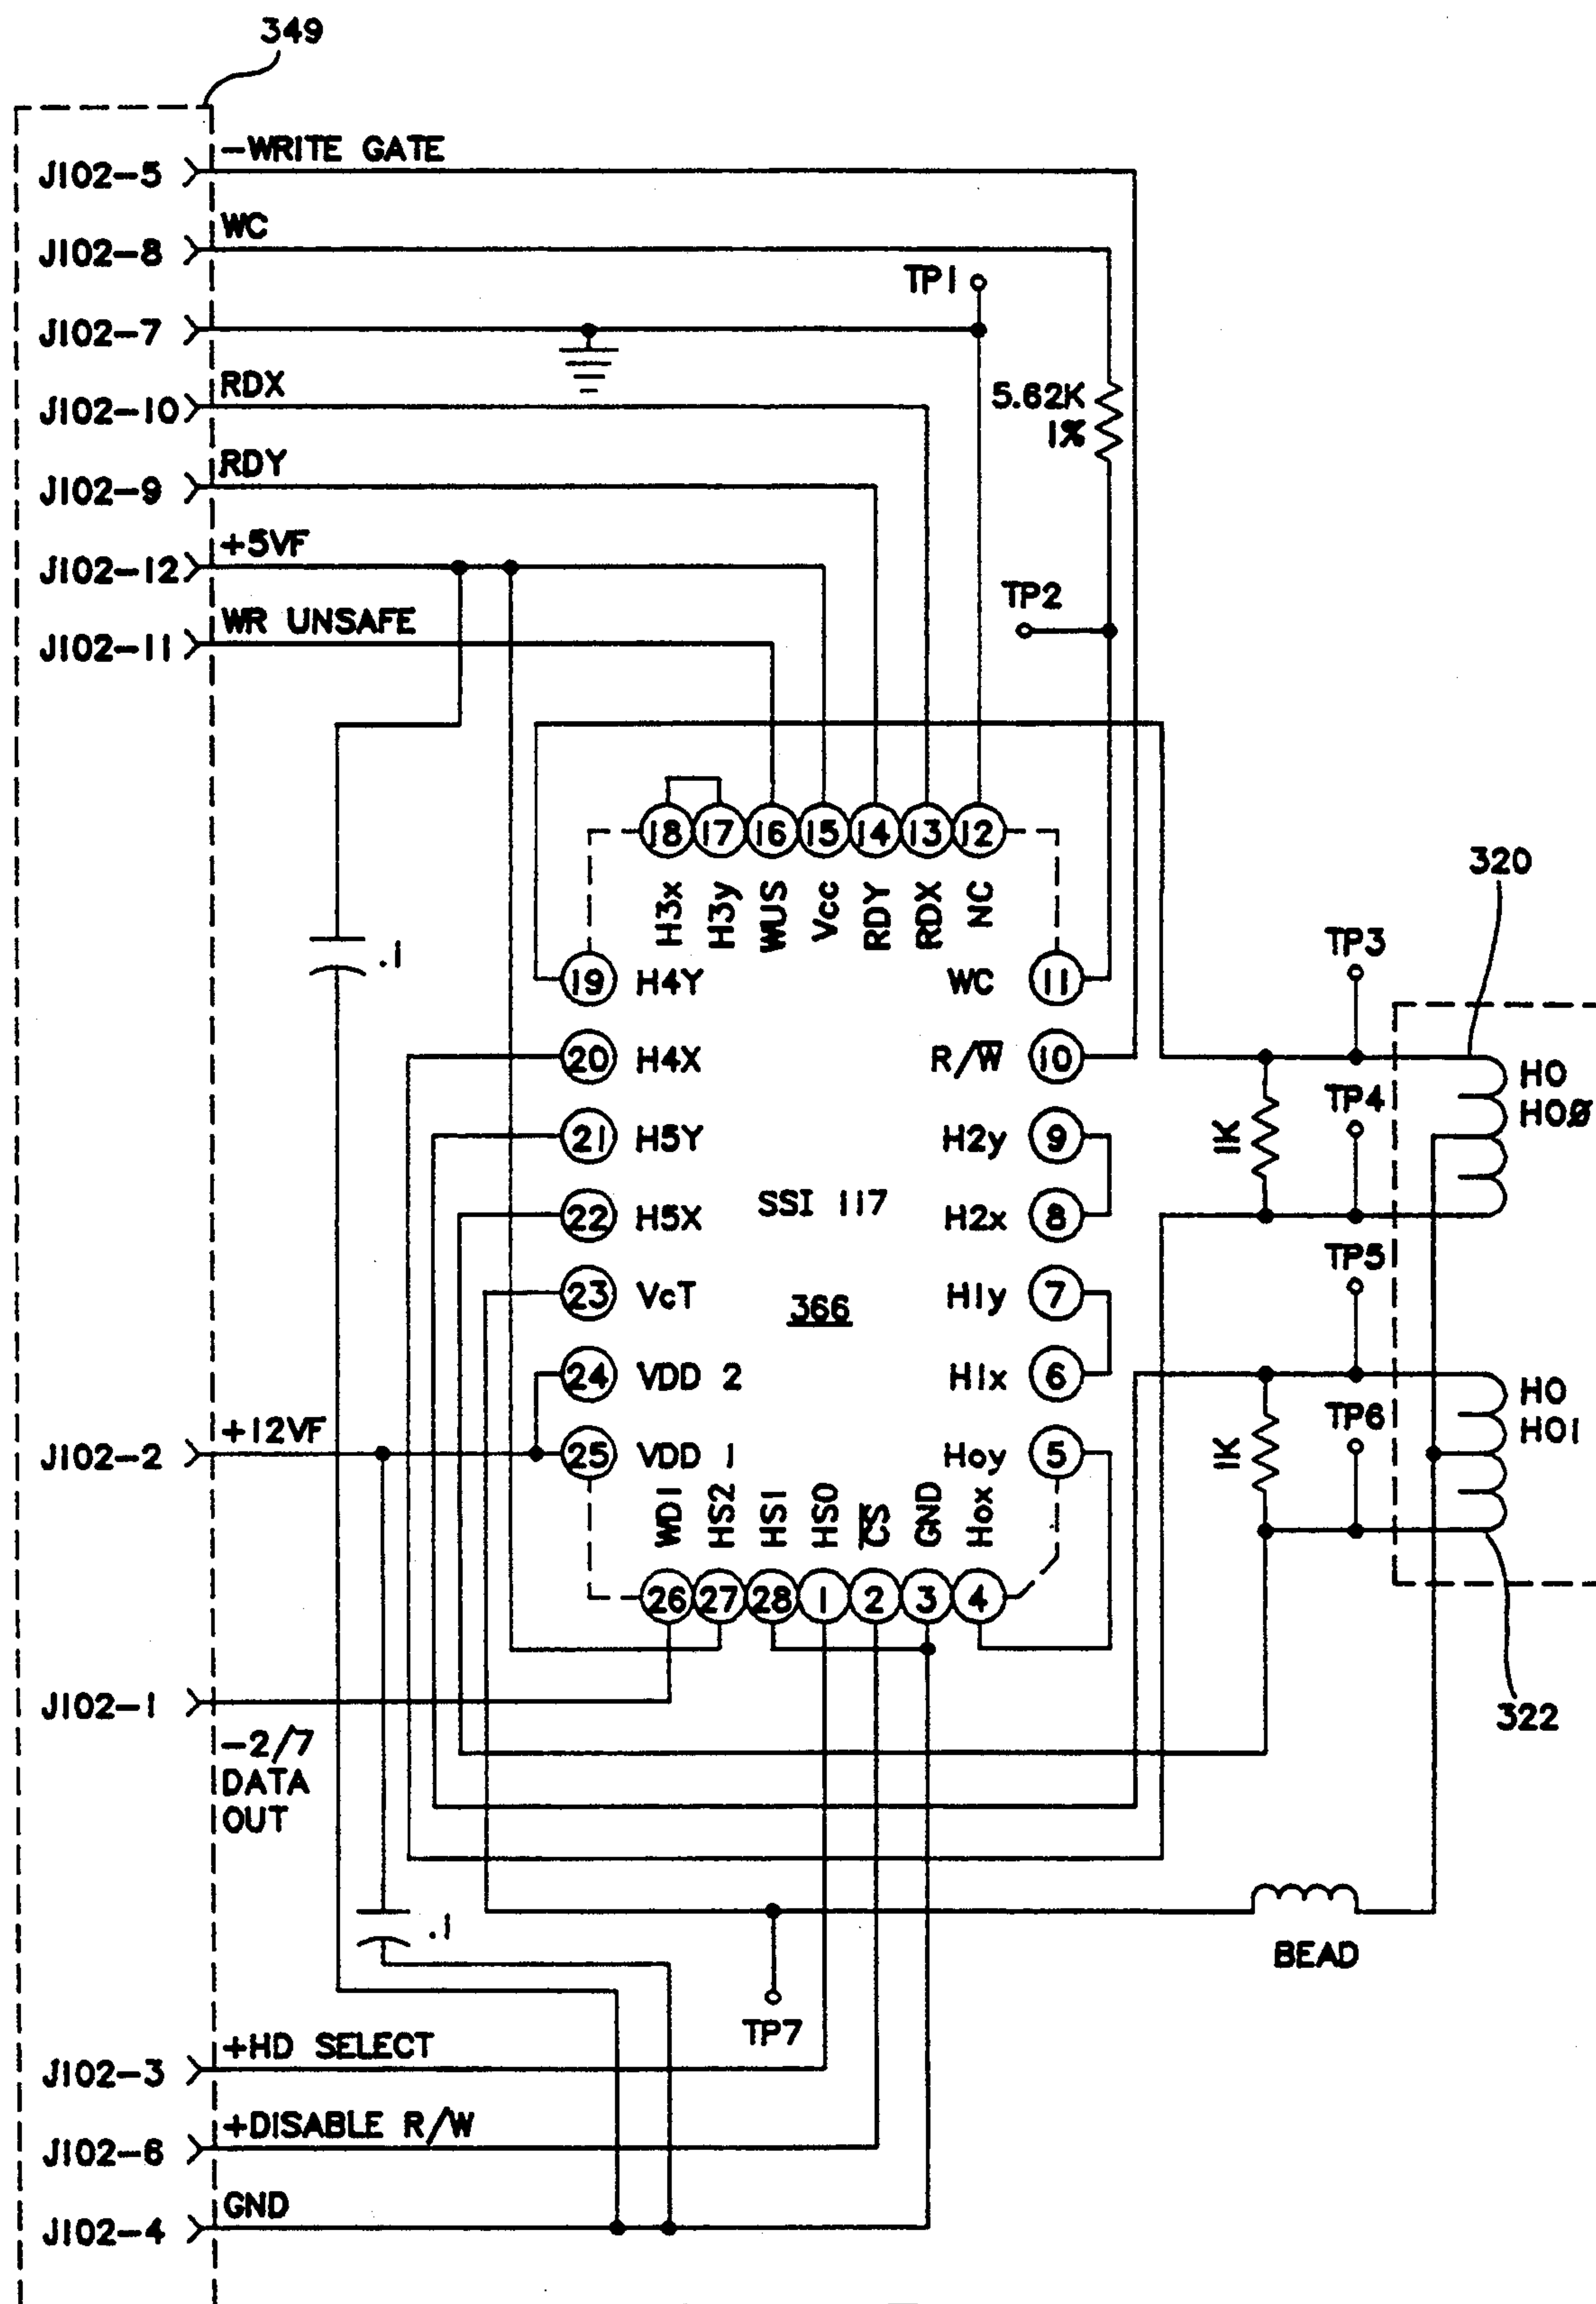 349
J102-5
-WRITE GATE
J102-8
WC
TP1
J102-7
J102-10
RDX
5.62K
1%
J102-9
RDY
J102-12
+5VF
TP2
J102-11
WR UNSAFE
18 17 16 15 14 13 12
H3x H3y WUS Vcc RDY RDX NC
.1
320
TP3
19 H4Y
WC 11
20 H4X
R/W̅ 10
HO
HOØ
TP4
1K
21 H5Y
H2y 9
SSI 117
22 H5X
H2x 8
TP5
23 VcT
H1y 7
366
24 VDD 2
H1x 6
HO
HO1
TP6
1K
J102-2
+12VF
25 VDD 1
Hoy 5
WD1 HS2 HS1 HS0 C̅S̅ GND Hox
26 27 28 1 2 3 4
J102-1
-2/7
DATA
OUT
322
.1
BEAD
TP7
J102-3
+HD SELECT
J102-6
+DISABLE R/W
J102-4
GND